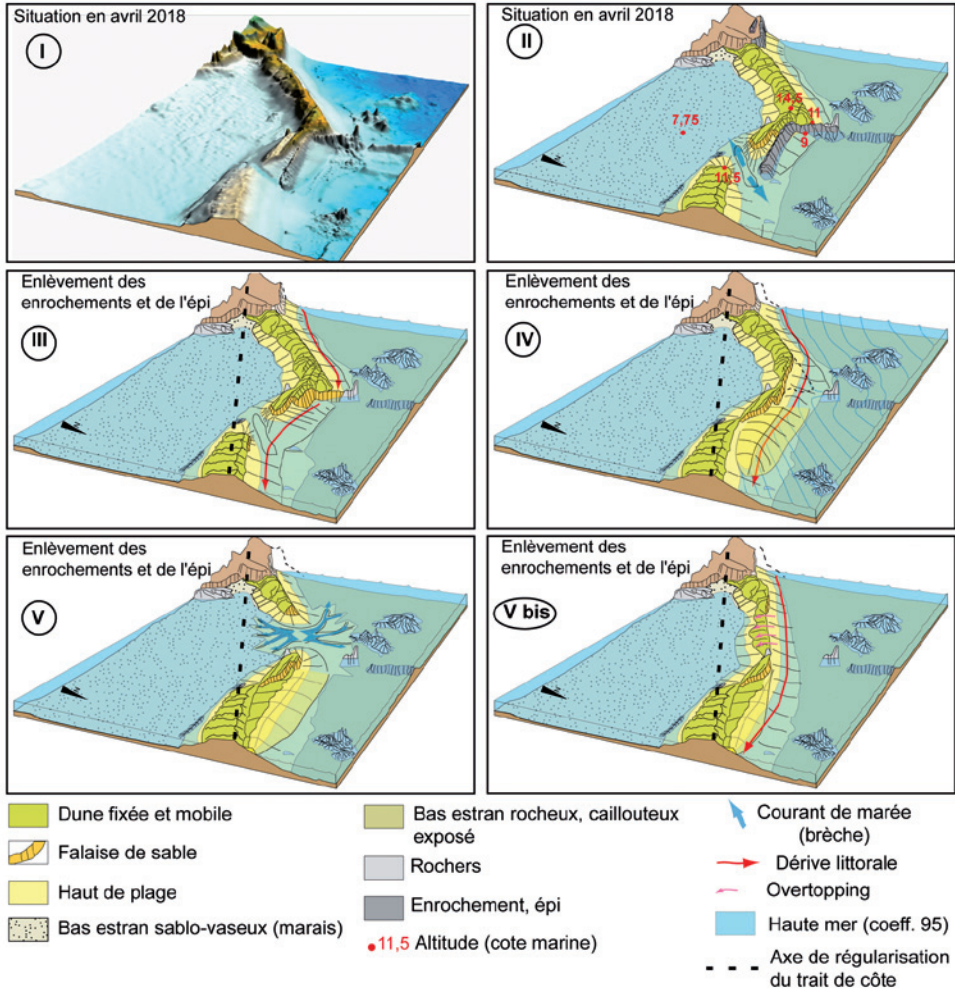 Situation en avril 2018
I
Situation en avril 2018
II
14,5
11
7,75
9
11,5
Enlèvement des
enrochements et de l'épi
III
Enlèvement des
enrochements et de l'épi
IV
Enlèvement des
enrochements et de l'épi
V
Enlèvement des
enrochements et de l'épi
V bis
Dune fixée et mobile
Falaise de sable
Haut de plage
Bas estran sablo-vaseux (marais)
Bas estran rocheux, cailloteux
exposé
Rochers
Enrochement, épi
11,5 Altitude (cote marine)
Courant de marée
(brèche)
Dérive littorale
Overtopping
Haute mer (coeff. 95)
Axe de régularisation
du trait de côte